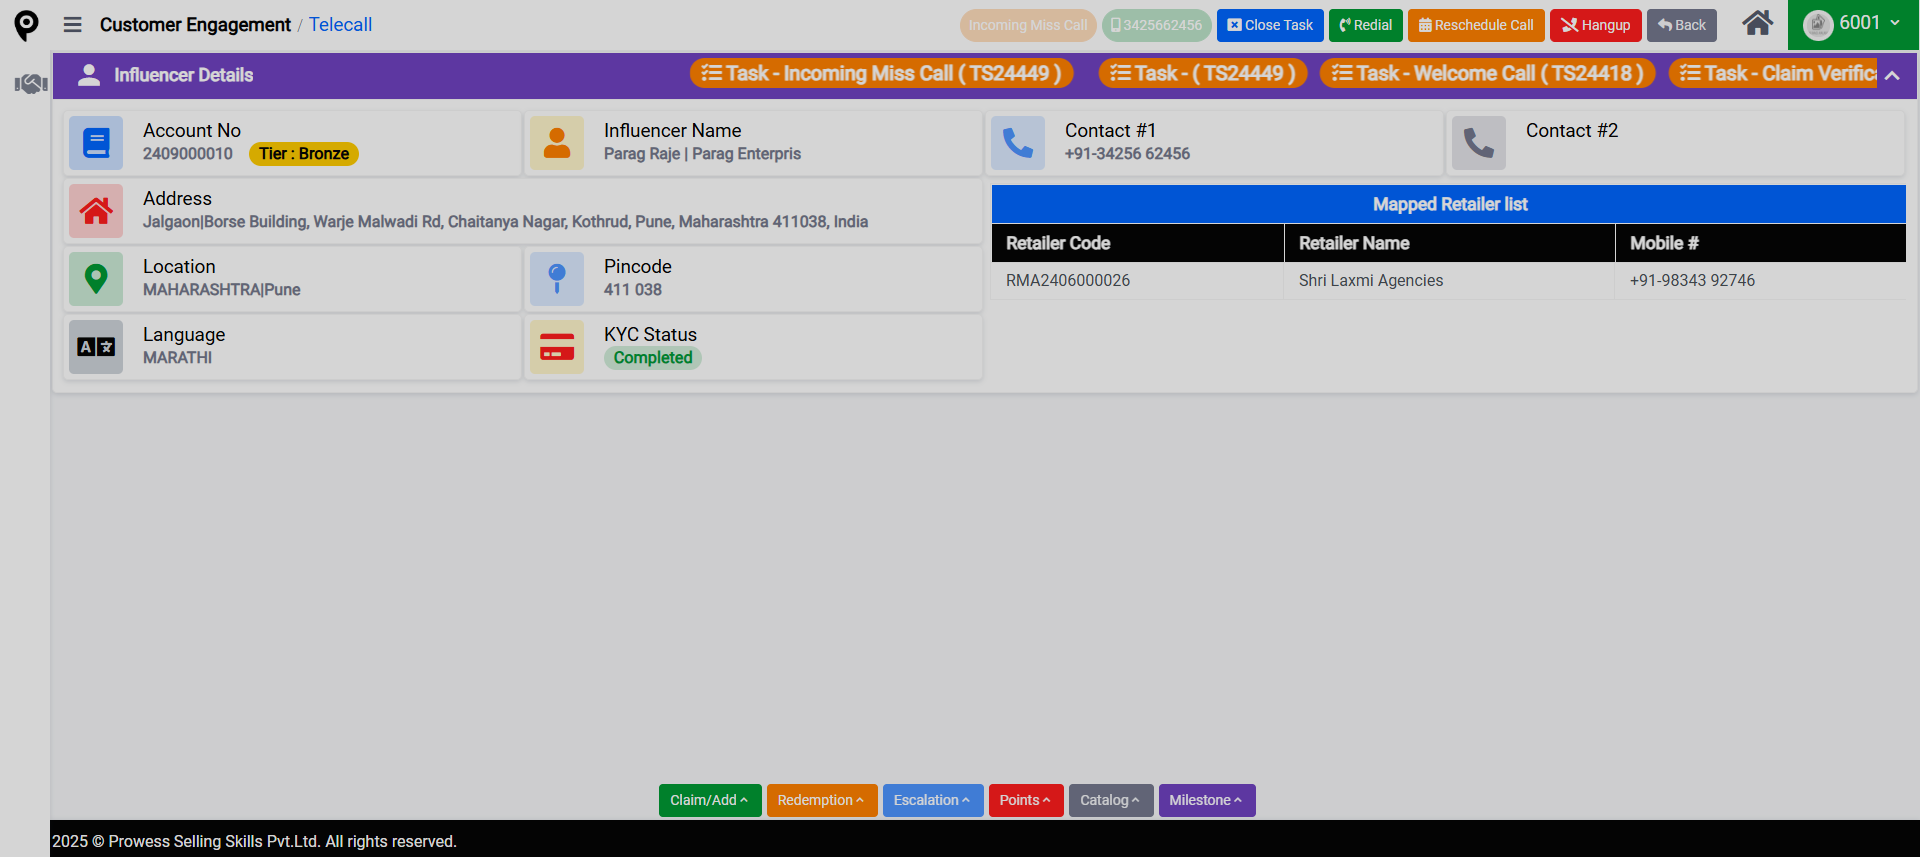 Customer Engagement / Telecall
Incoming Miss Call
3425662456
Close Task
Redial
Reschedule Call
Hangup
Back
6001
Influencer Details
Task - Incoming Miss Call ( TS24449 )
Task - ( TS24449 )
Task - Welcome Call ( TS24418 )
Task - Claim Verific
Account No
2409000010 Tier : Bronze
Influencer Name
Parag Raje | Parag Enterpris
Contact #1
+91-34256 62456
Contact #2
Address
Jalgaon|Borse Building, Warje Malwadi Rd, Chaitanya Nagar, Kothrud, Pune, Maharashtra 411038, India
Mapped Retailer list
Retailer Code Retailer Name Mobile #
RMA2406000026 Shri Laxmi Agencies +91-98343 92746
Location
MAHARASHTRA|Pune
Pincode
411 038
Language
MARATHI
KYC Status
Completed
Claim/Add
Redemption
Escalation
Points
Catalog
Milestone
2025 © Prowess Selling Skills Pvt.Ltd. All rights reserved.